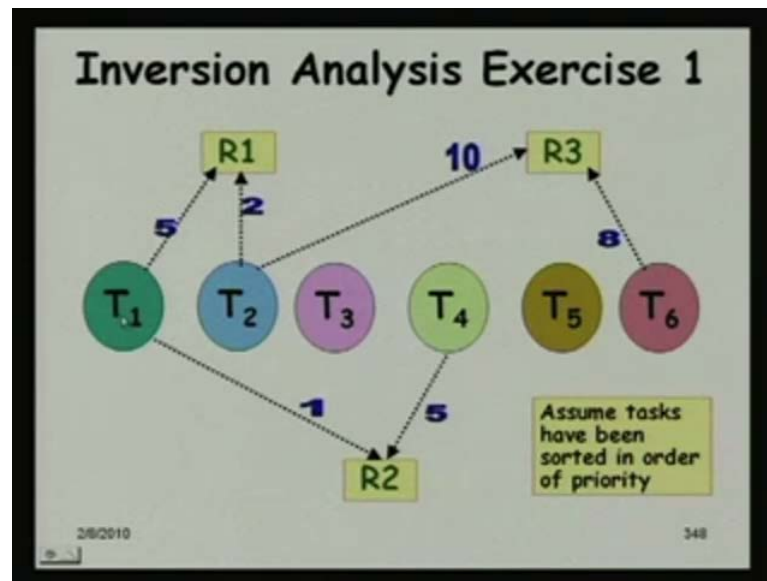 Inversion Analysis Exercise 1
R1
10
R3
5
2
8
T1
T2
T3
T4
T5
T6
1
5
R2
Assume tasks
have been
sorted in order
of priority
2/8/2010
348